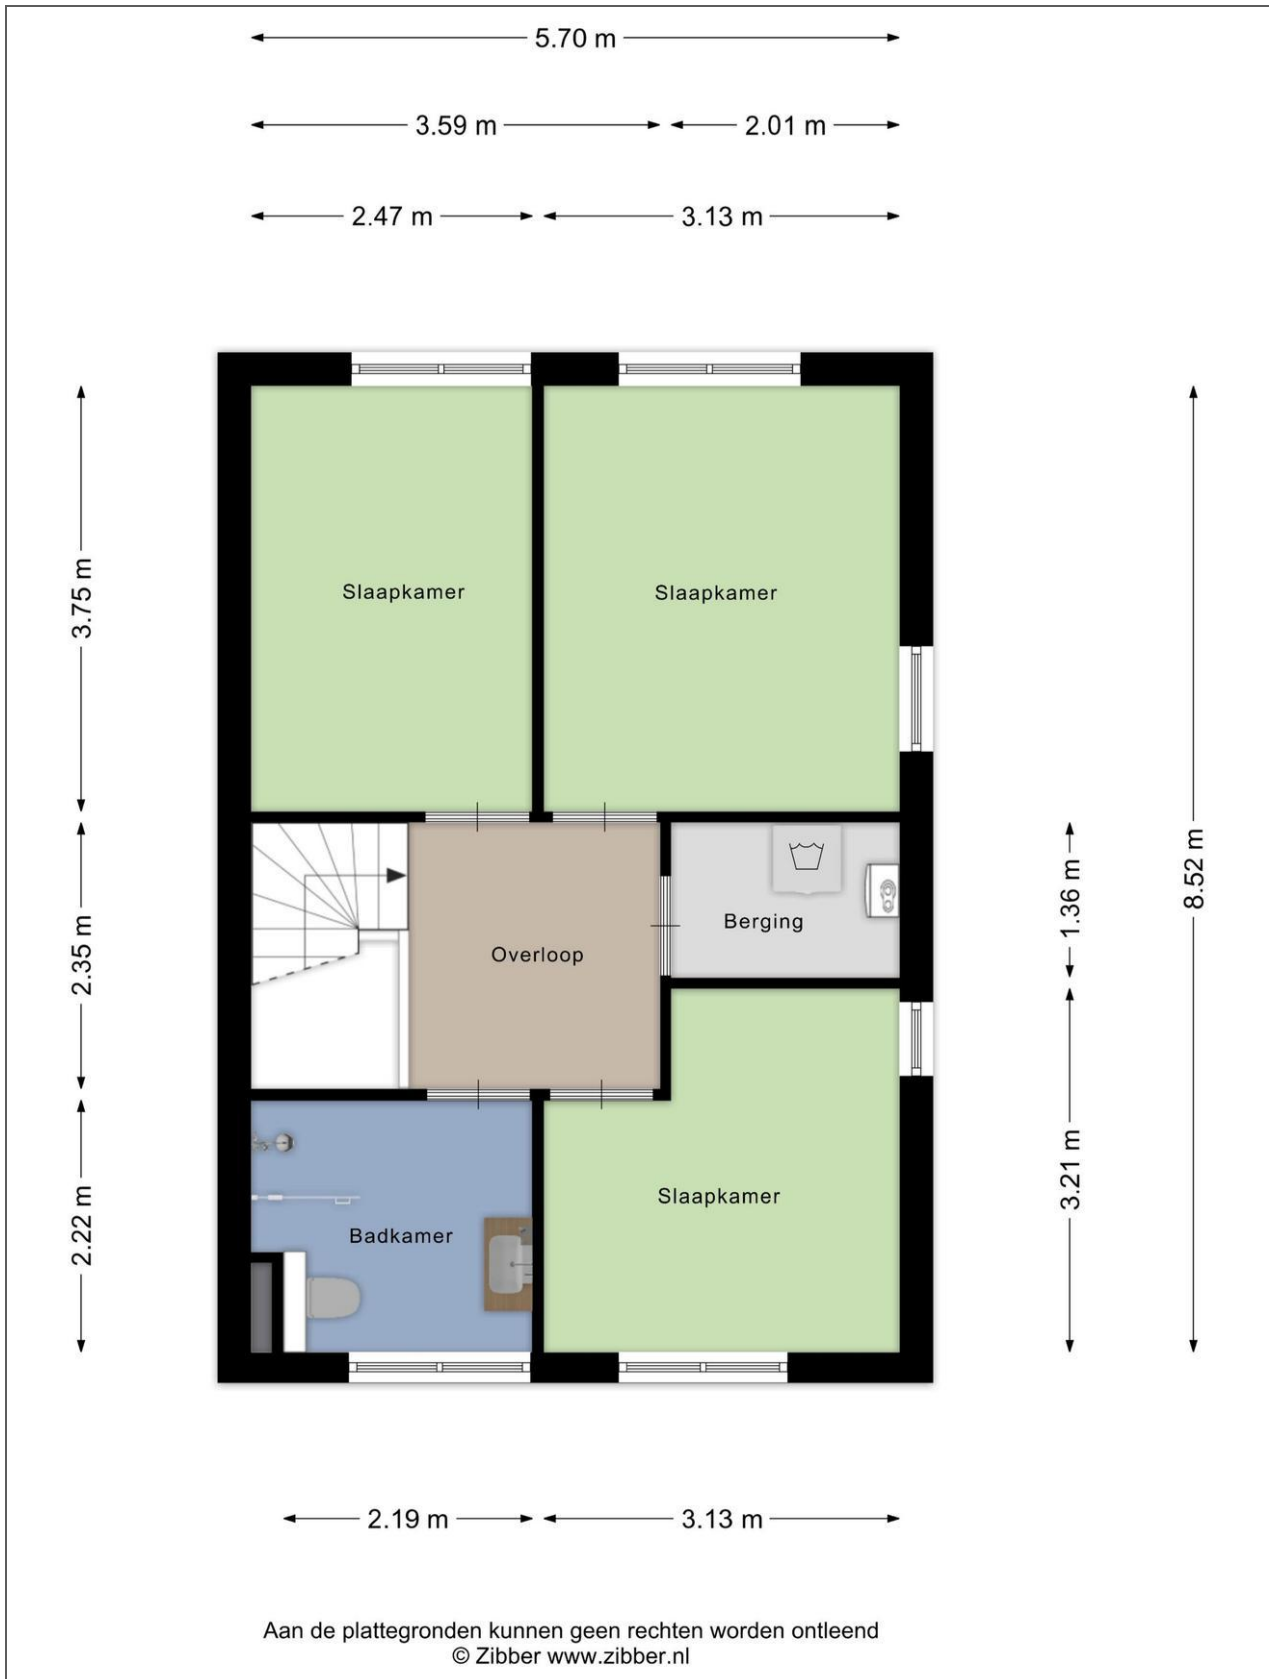 5.70 m
3.59 m
2.01 m
2.47 m
3.13 m
3.75 m
Slaapkamer
Slaapkamer
2.35 m
Overloop
Berging
1.36 m
8.52 m
2.22 m
Badkamer
Slaapkamer
3.21 m
2.19 m
3.13 m
Aan de plattegronden kunnen geen rechten worden ontleend
© Zibber www.zibber.nl